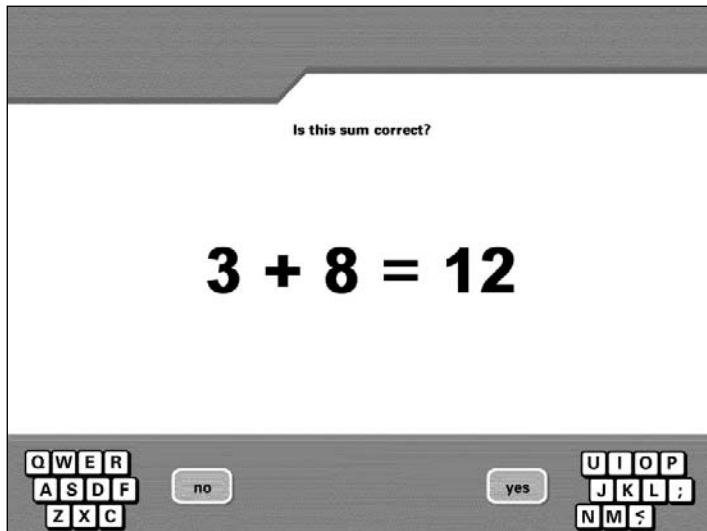 Is this sum correct?
3 + 8 = 12
Q W E R
A S D F
Z X C
no
yes
U I O P
J K L ;
N M <